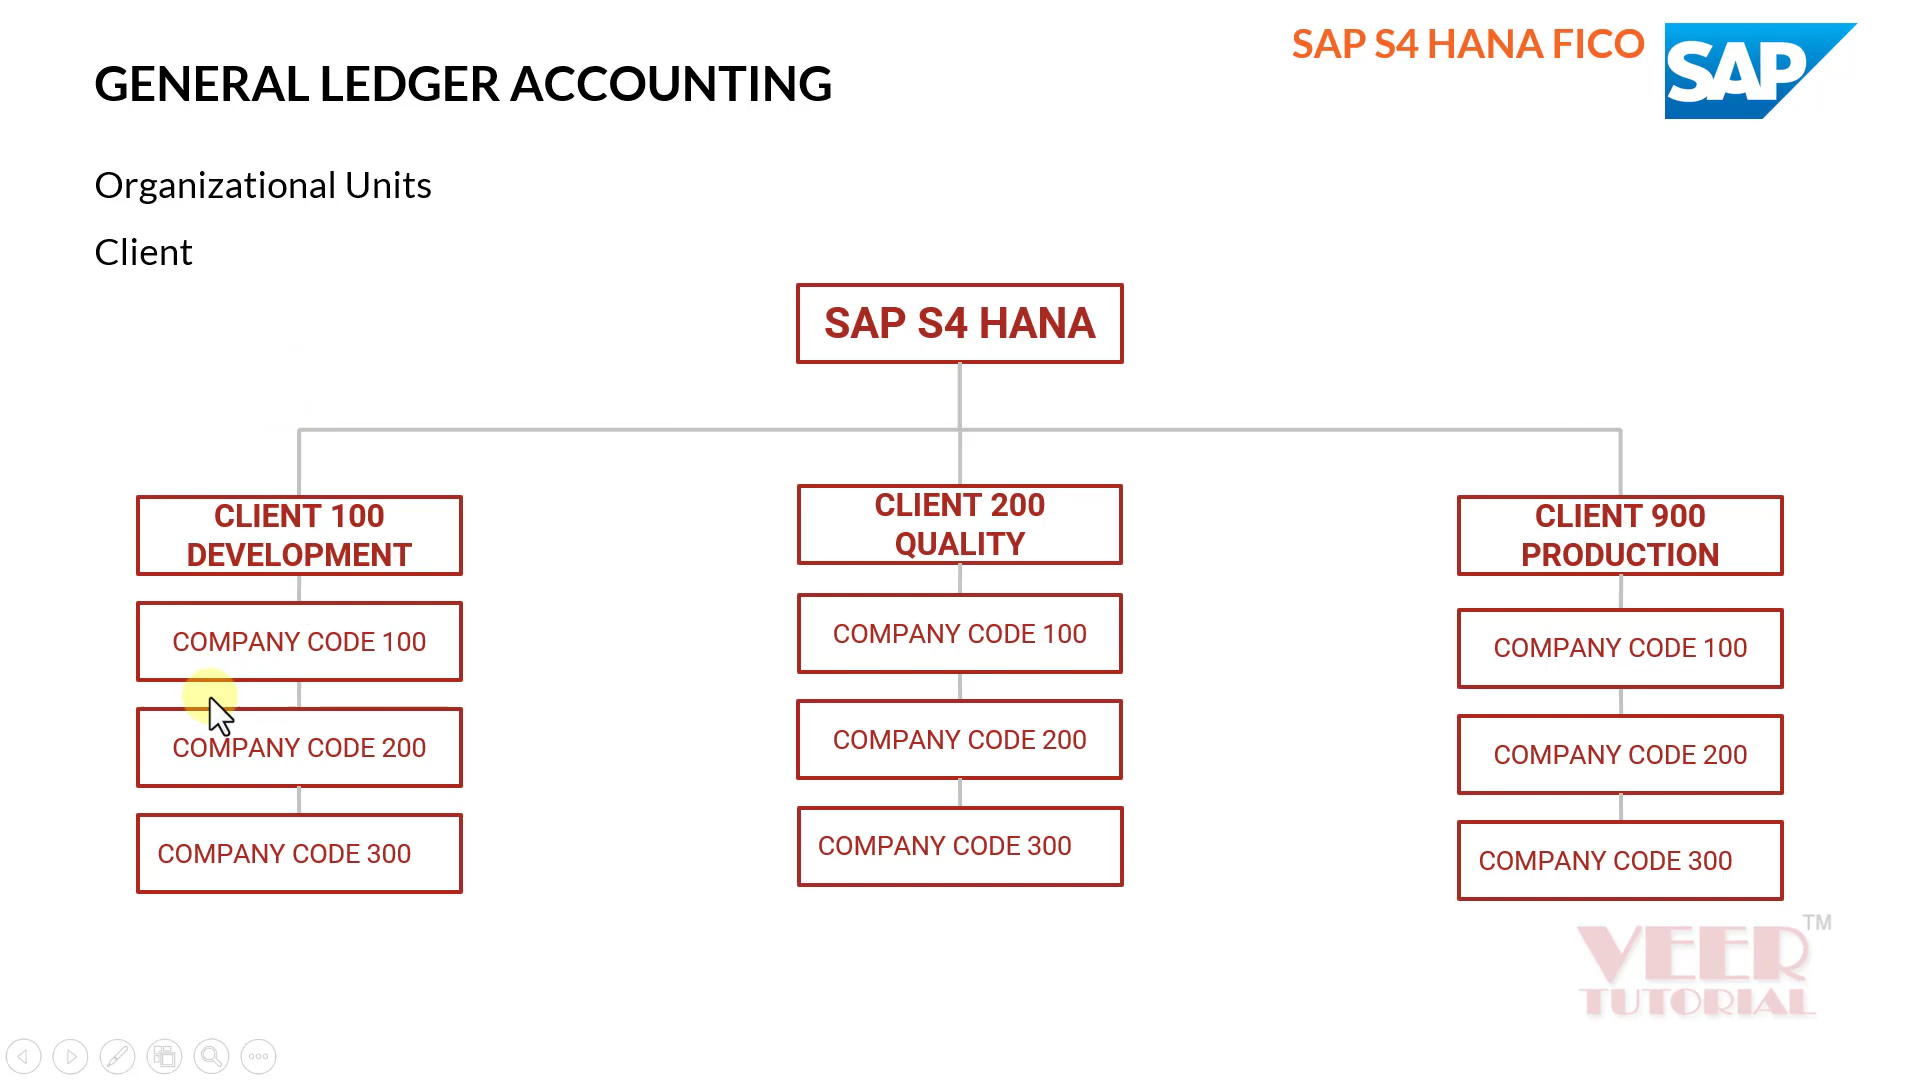 SAP S4 HANA FICO
SAP
GENERAL LEDGER ACCOUNTING
Organizational Units
Client
SAP S4 HANA
CLIENT 100
DEVELOPMENT
COMPANY CODE 100
COMPANY CODE 200
COMPANY CODE 300
CLIENT 200
QUALITY
COMPANY CODE 100
COMPANY CODE 200
COMPANY CODE 300
CLIENT 900
PRODUCTION
COMPANY CODE 100
COMPANY CODE 200
COMPANY CODE 300
VEER TM
TUTORIAL